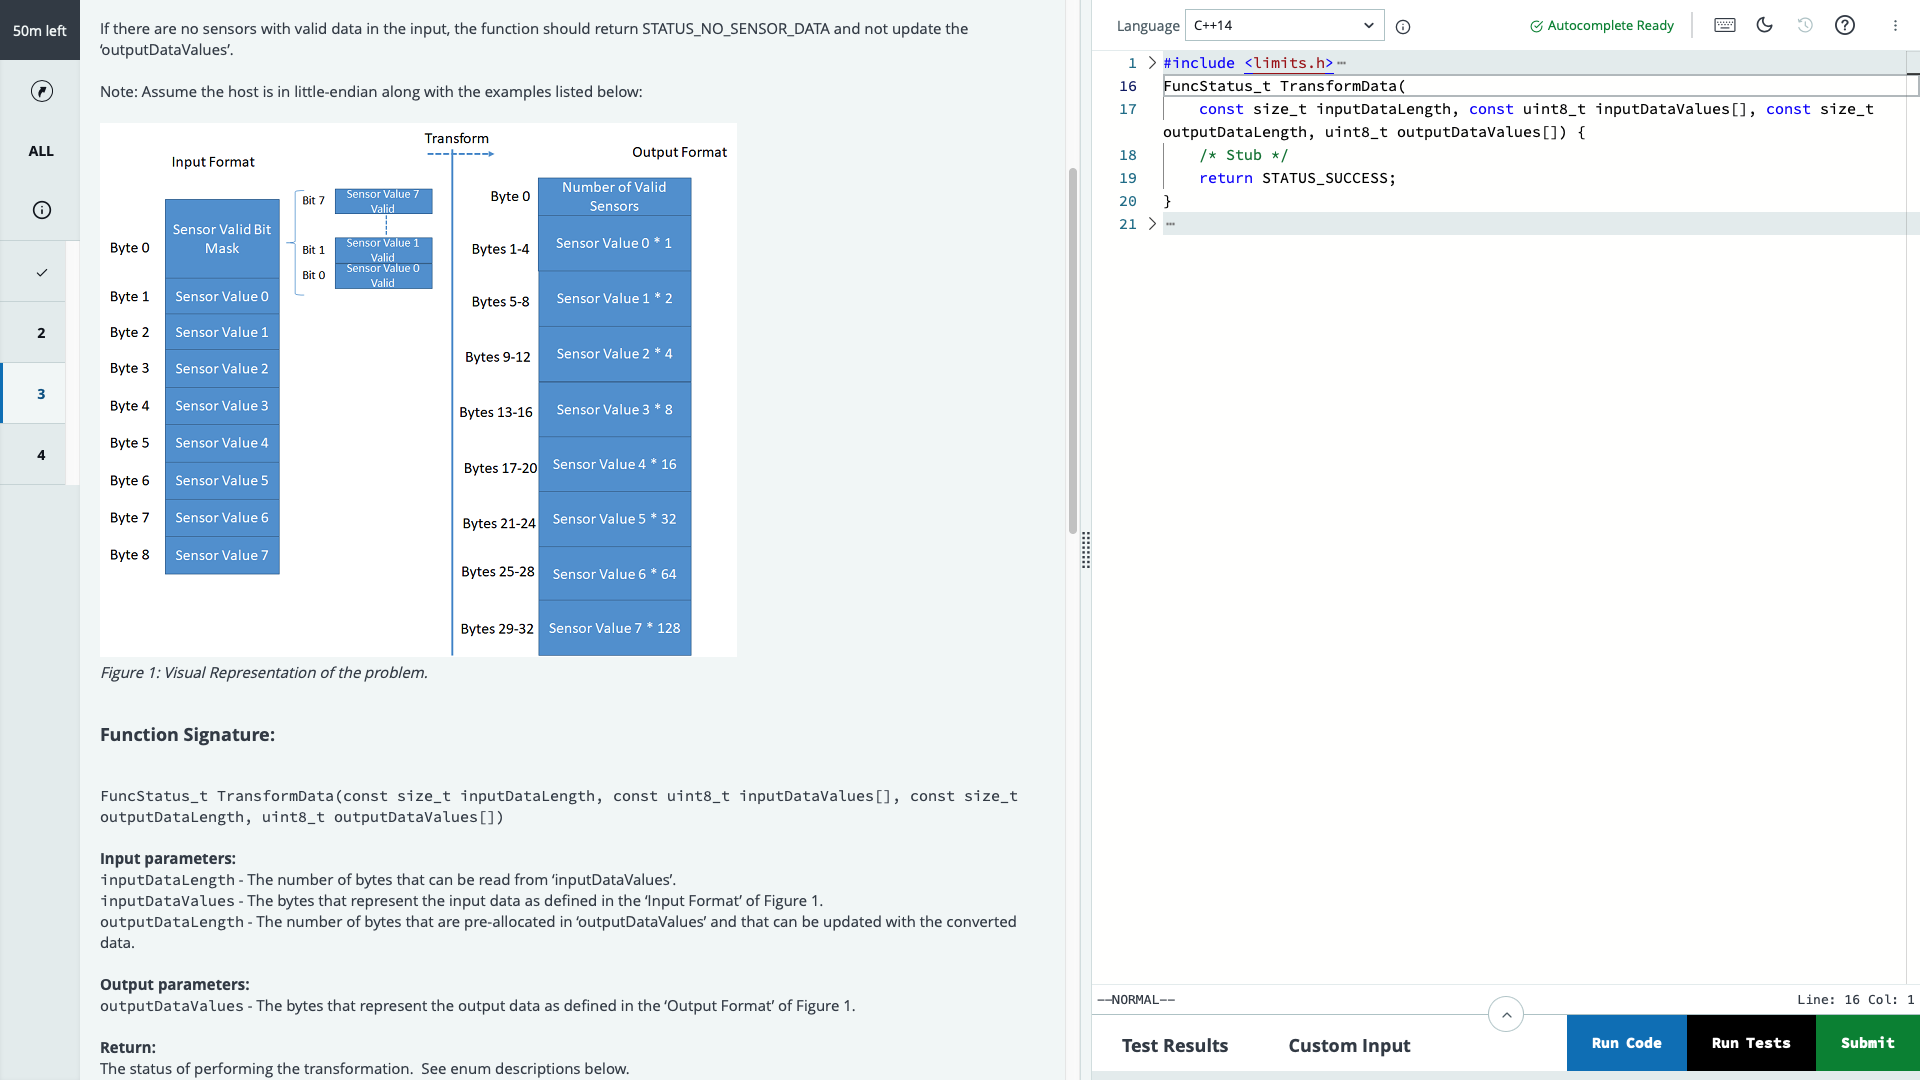 50m left
ALL
2
3
4
If there are no sensors with valid data in the input, the function should return STATUS_NO_SENSOR_DATA and not update the
‘outputDataValues’.
Note: Assume the host is in little-endian along with the examples listed below:
Transform
Input Format
Output Format
Byte 0
Sensor Valid Bit
Mask
Bit 7
Sensor Value 7
Valid
Bit 1
Sensor Value 1
Valid
Bit 0
Sensor Value 0
Valid
Byte 1
Sensor Value 0
Byte 2
Sensor Value 1
Byte 3
Sensor Value 2
Byte 4
Sensor Value 3
Byte 5
Sensor Value 4
Byte 6
Sensor Value 5
Byte 7
Sensor Value 6
Byte 8
Sensor Value 7
Byte 0
Number of Valid
Sensors
Bytes 1-4
Sensor Value 0 * 1
Bytes 5-8
Sensor Value 1 * 2
Bytes 9-12
Sensor Value 2 * 4
Bytes 13-16
Sensor Value 3 * 8
Bytes 17-20
Sensor Value 4 * 16
Bytes 21-24
Sensor Value 5 * 32
Bytes 25-28
Sensor Value 6 * 64
Bytes 29-32
Sensor Value 7 * 128
Figure 1: Visual Representation of the problem.
Function Signature:
FuncStatus_t TransformData(const size_t inputDataLength, const uint8_t inputDataValues[], const size_t
outputDataLength, uint8_t outputDataValues[])
Input parameters:
inputDataLength - The number of bytes that can be read from ‘inputDataValues’.
inputDataValues - The bytes that represent the input data as defined in the ‘Input Format’ of Figure 1.
outputDataLength - The number of bytes that are pre-allocated in ‘outputDataValues’ and that can be updated with the converted
data.
Output parameters:
outputDataValues - The bytes that represent the output data as defined in the ‘Output Format’ of Figure 1.
Return:
The status of performing the transformation. See enum descriptions below.
Language C++14
Autocomplete Ready
1 #include <limits.h>
16 FuncStatus_t TransformData(
17 const size_t inputDataLength, const uint8_t inputDataValues[], const size_t
outputDataLength, uint8_t outputDataValues[]) {
18 /* Stub */
19 return STATUS_SUCCESS;
20 }
21
--NORMAL--
Line: 16 Col: 1
Test Results
Custom Input
Run Code
Run Tests
Submit